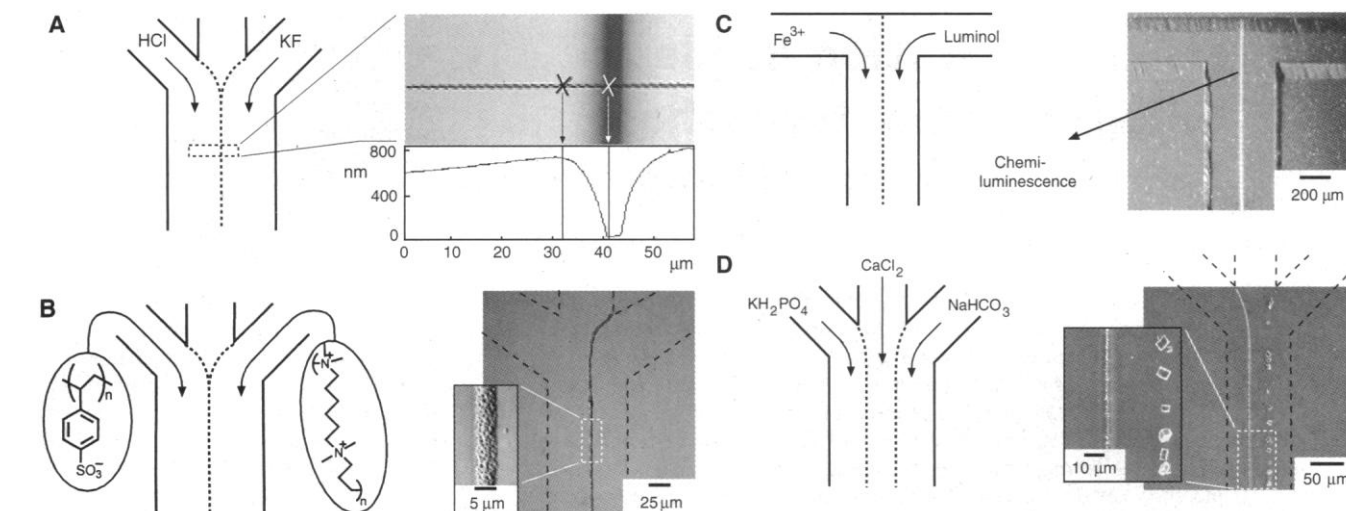 A
HCl
KF
nm
800
400
0
0
10
20
30
40
50
μm
B
n
SO3−
N+
N+
n
5 μm
25 μm
C
Fe3+
Luminol
Chemi-
luminescence
200 μm
D
CaCl2
KH2PO4
NaHCO3
10 μm
50 μm